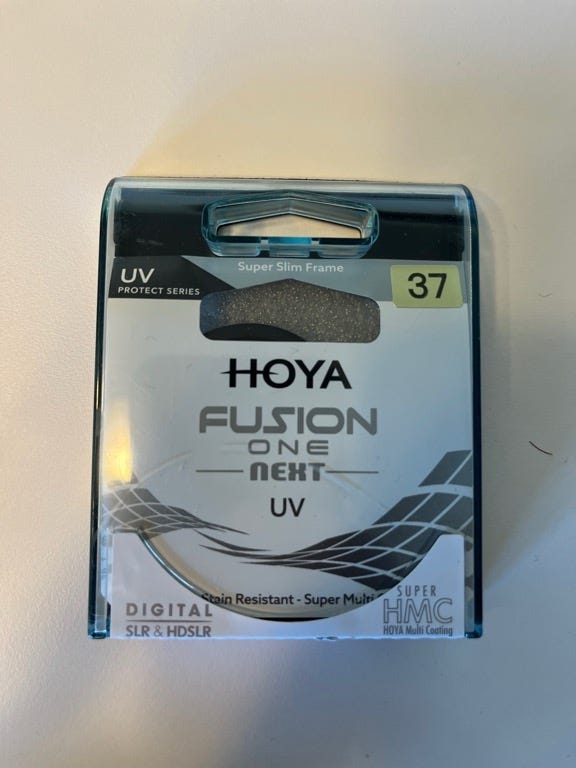 Super Slim Frame
UV
PROTECT SERIES
37
HOYA
FUSION
ONE
NEXT
UV
Stain Resistant - Super Multi
DIGITAL
SLR & HDSLR
SUPER
HMC
HOYA Multi Coating